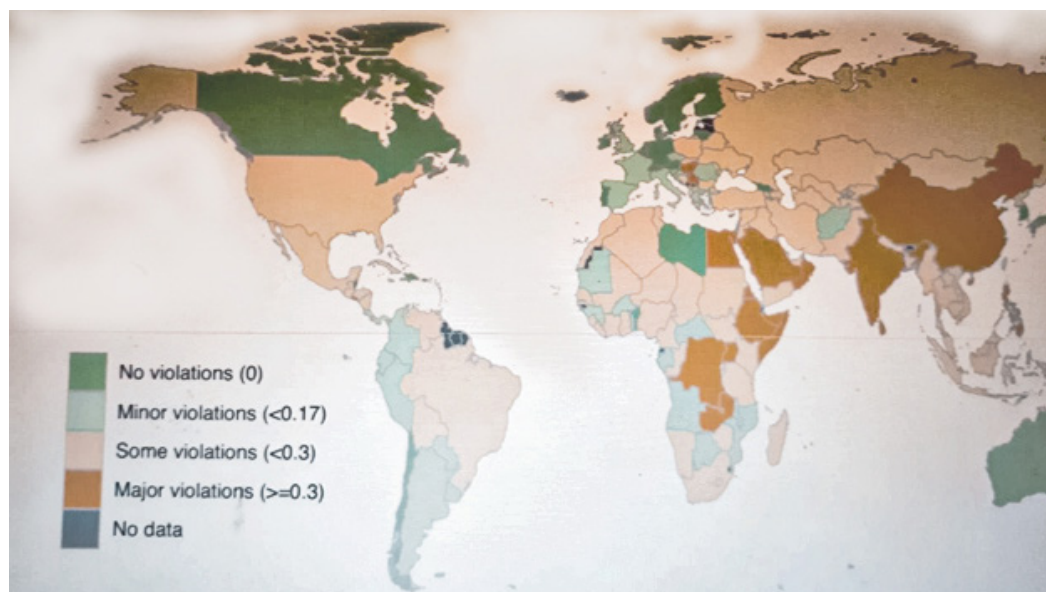 No violations (0)
Minor violations (<0.17)
Some violations (<0.3)
Major violations (>=0.3)
No data